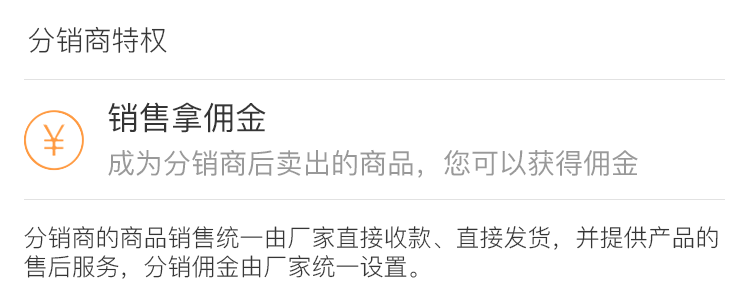 分销商特权
¥
销售拿佣金
成为分销商后卖出的商品，您可以获得佣金
分销商的商品销售统一由厂家直接收款、直接发货，并提供产品的
售后服务，分销佣金由厂家统一设置。